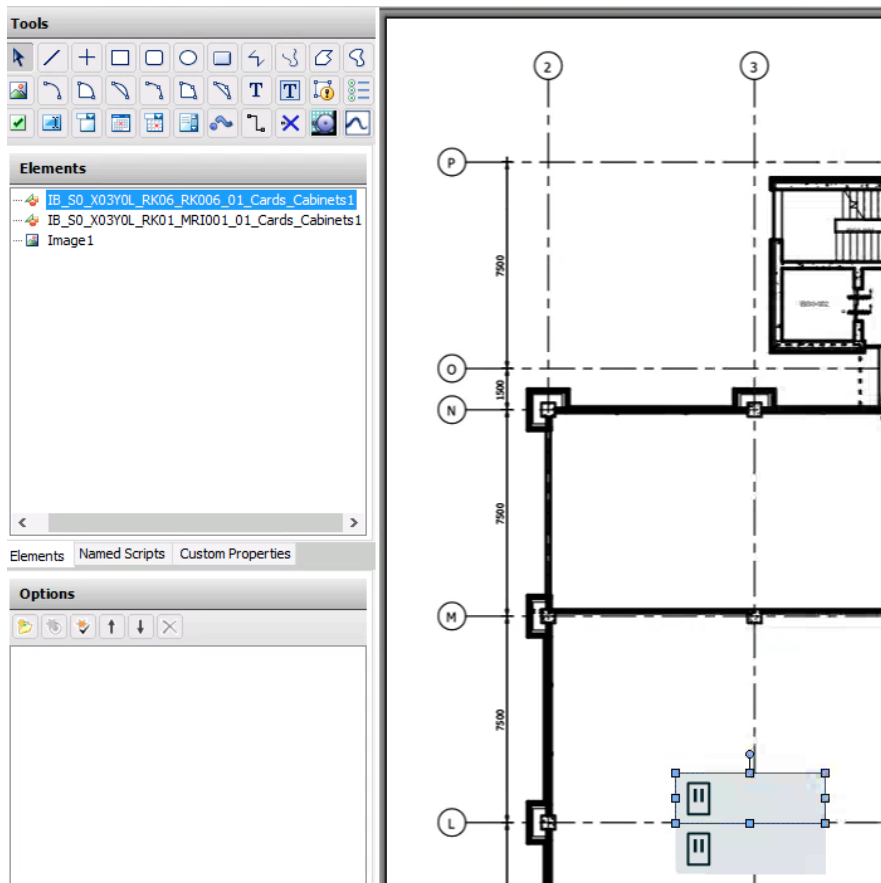 Tools
T T
Elements
IB_S0_X03Y0L_RK06_RK006_01_Cards_Cabinets1
IB_S0_X03Y0L_RK01_MRI001_01_Cards_Cabinets1
Image1
Elements Named Scripts Custom Properties
Options
2 3
P
7500
O
1500
N
7500
M
7500
L